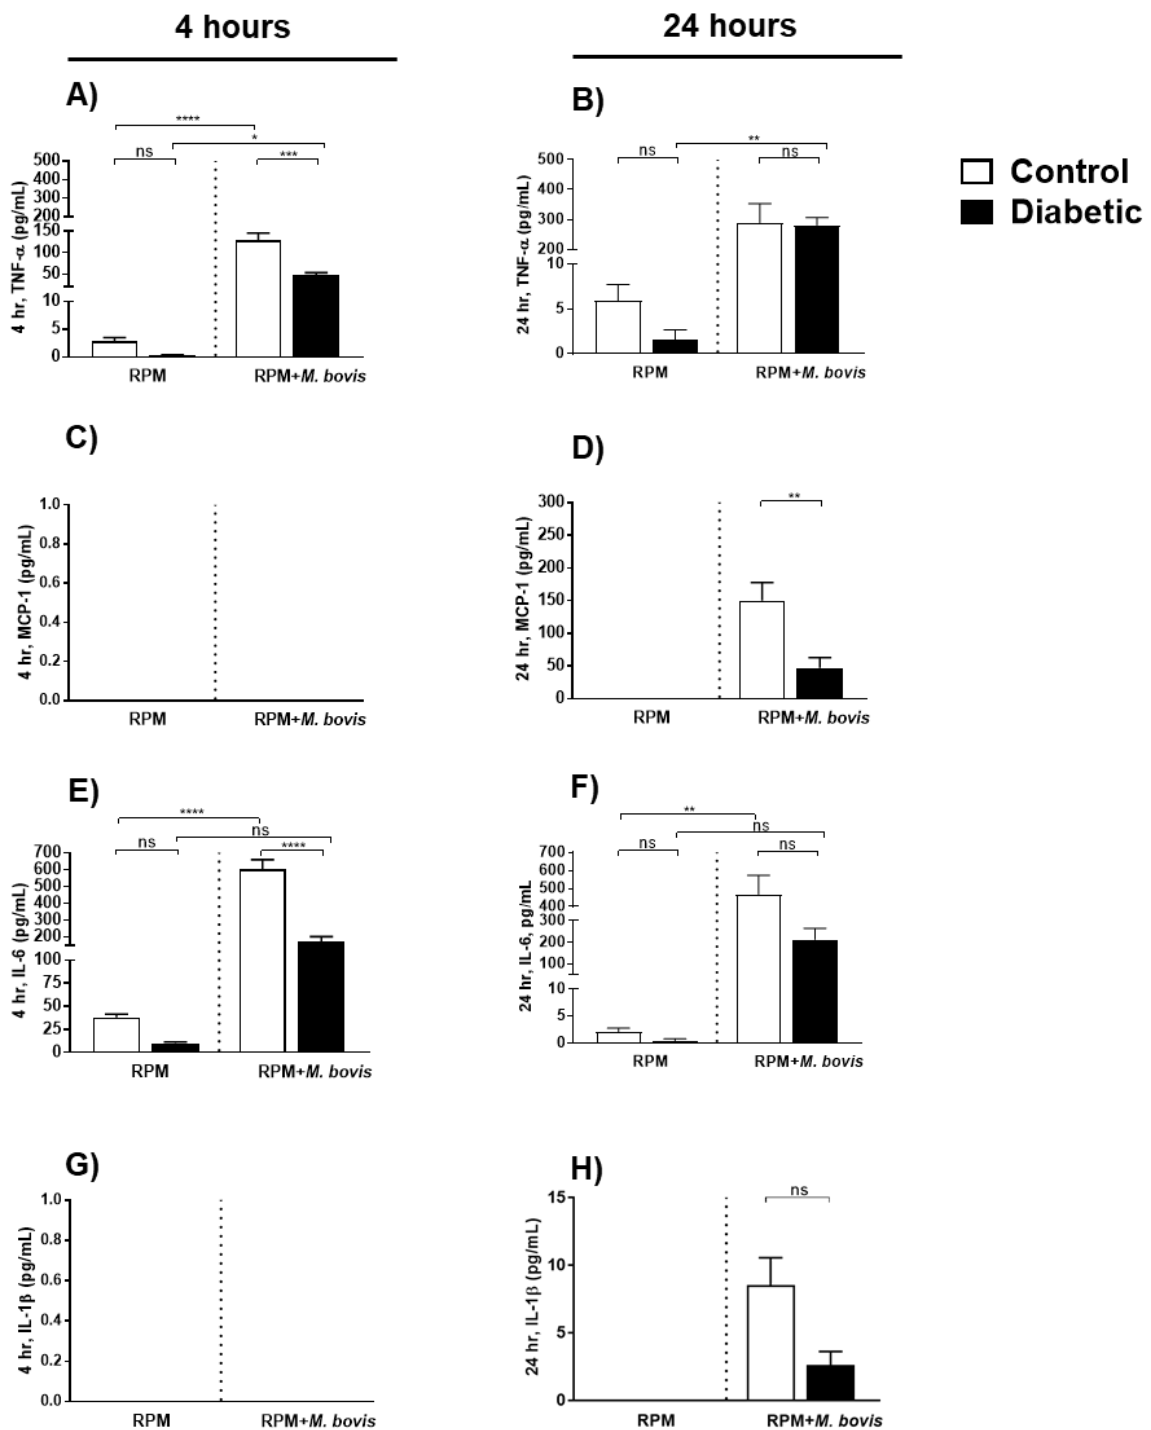 4 hours
24 hours
Control
Diabetic
A)
****
*
ns
***
4 hr, TNF-α (pg/mL)
500
400
300
200
150
100
50
10
5
0
RPM
RPM+M. bovis
B)
**
ns
ns
24 hr, TNF-α (pg/mL)
500
400
300
200
10
5
0
RPM
RPM+M. bovis
C)
4 hr, MCP-1 (pg/mL)
1.0
0.8
0.6
0.4
0.2
0.0
RPM
RPM+M. bovis
D)
**
24 hr, MCP-1 (pg/mL)
300
250
200
150
100
50
0
RPM
RPM+M. bovis
E)
****
ns
ns
****
4 hr, IL-6 (pg/mL)
700
600
500
400
300
200
100
75
50
25
0
RPM
RPM+M. bovis
F)
**
ns
ns
ns
24 hr, IL-6, pg/mL
700
600
500
400
300
200
100
10
5
0
RPM
RPM+M. bovis
G)
4 hr, IL-1β (pg/mL)
1.0
0.8
0.6
0.4
0.2
0.0
RPM
RPM+M. bovis
H)
ns
24 hr, IL-1β (pg/mL)
15
10
5
0
RPM
RPM+M. bovis